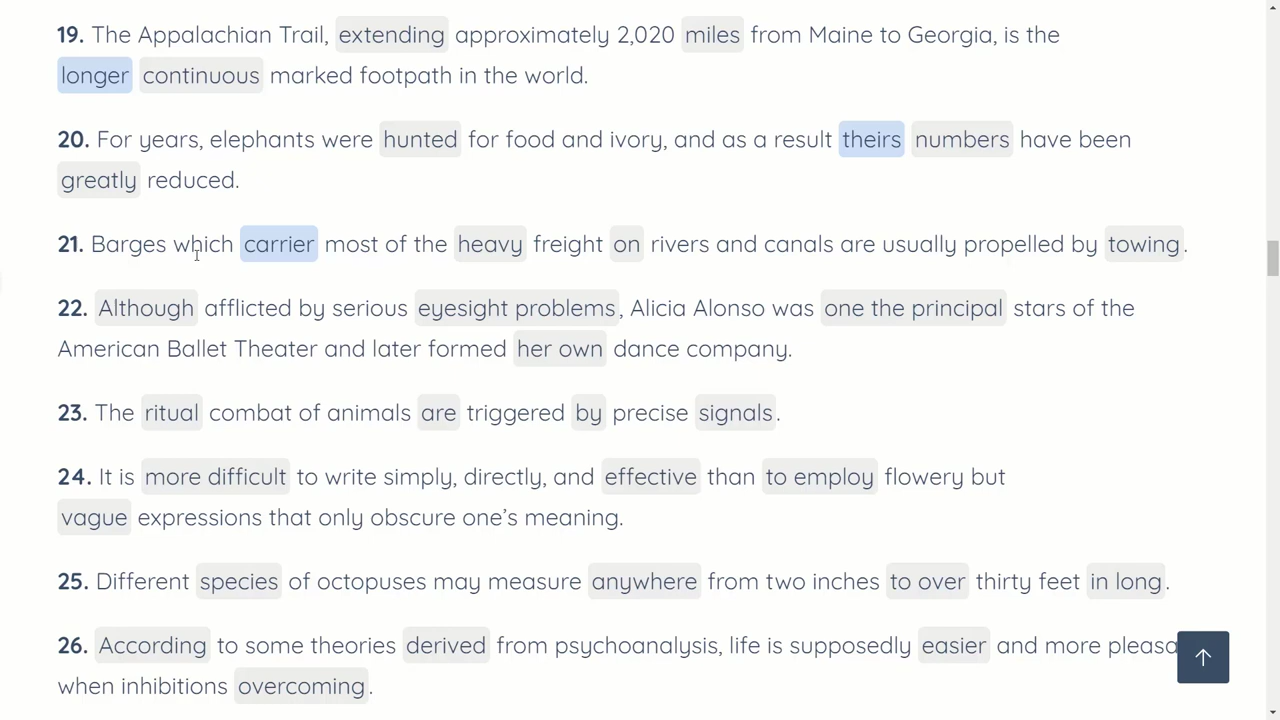 19. The Appalachian Trail, extending approximately 2,020 miles from Maine to Georgia, is the
longer continuous marked footpath in the world.
20. For years, elephants were hunted for food and ivory, and as a result theirs numbers have been
greatly reduced.
21. Barges which carrier most of the heavy freight on rivers and canals are usually propelled by towing.
22. Although afflicted by serious eyesight problems, Alicia Alonso was one the principal stars of the
American Ballet Theater and later formed her own dance company.
23. The ritual combat of animals are triggered by precise signals.
24. It is more difficult to write simply, directly, and effective than to employ flowery but
vague expressions that only obscure one’s meaning.
25. Different species of octopuses may measure anywhere from two inches to over thirty feet in long.
26. According to some theories derived from psychoanalysis, life is supposedly easier and more pleasa
when inhibitions overcoming.